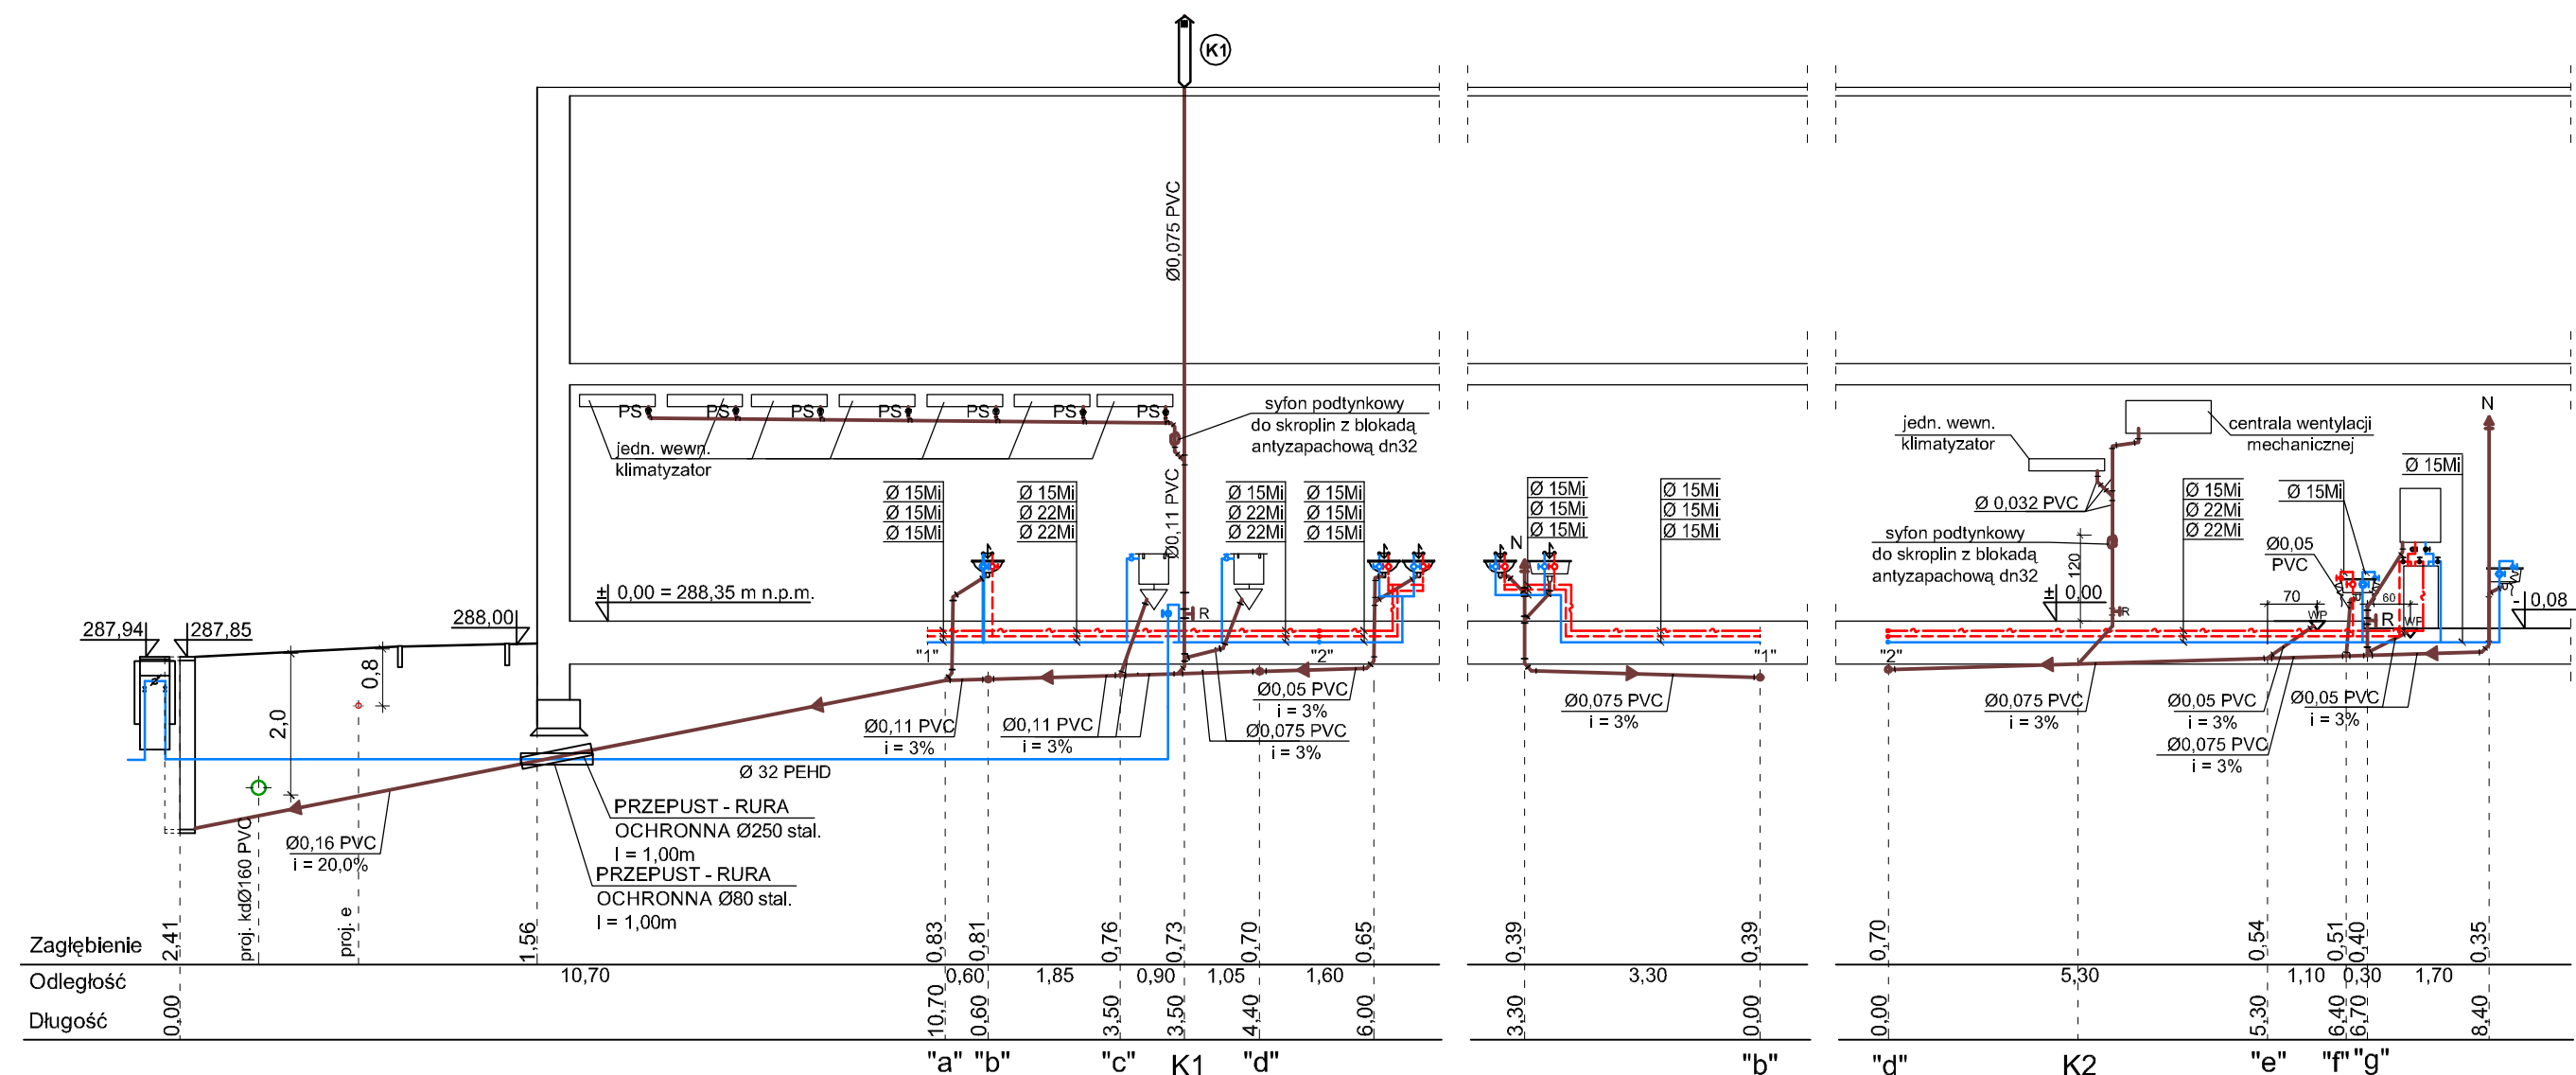 K1
Ø0,075 PVC
287,94
287,85
288,00
± 0,00 = 288,35 m n.p.m.
PS
PS
PS
PS
PS
PS
PS
jedn. wewn.
klimatyzator
syfon podtynkowy
do skroplin z blokadą
antyzapachową dn32
Ø0,11 PVC
Ø 15Mi
Ø 15Mi
Ø 15Mi
Ø 15Mi
Ø 22Mi
Ø 22Mi
Ø 15Mi
Ø 22Mi
Ø 22Mi
Ø 15Mi
Ø 15Mi
Ø 15Mi
R
"1"
"2"
0,8
2,0
Ø0,11 PVC
i = 3%
Ø0,11 PVC
i = 3%
Ø0,05 PVC
i = 3%
Ø0,075 PVC
i = 3%
Ø 32 PEHD
PRZEPUST - RURA
OCHRONNA Ø250 stal.
l = 1,00m
PRZEPUST - RURA
OCHRONNA Ø80 stal.
l = 1,00m
Ø0,16 PVC
i = 20,0%
proj. kdØ160 PVC
proj. e
N
Ø 15Mi
Ø 15Mi
Ø 15Mi
Ø 15Mi
Ø 15Mi
Ø 15Mi
"1"
Ø0,075 PVC
i = 3%
jedn. wewn.
klimatyzator
centrala wentylacji
mechanicznej
N
Ø 15Mi
Ø 0,032 PVC
Ø 15Mi
Ø 22Mi
Ø 22Mi
Ø 15Mi
syfon podtynkowy
do skroplin z blokadą
antyzapachową dn32
120
Ø0,05
PVC
± 0,00
R
70
WP
60
R
WP
- 0,08
"2"
Ø0,075 PVC
i = 3%
Ø0,05 PVC
i = 3%
Ø0,05 PVC
i = 3%
Ø0,075 PVC
i = 3%
Zagłębienie 2,41 1,56 0,83 0,81 0,76 0,73 0,70 0,65 0,39 0,39 0,70 0,54 0,51 0,40 0,35
Odległość 10,70 0,60 1,85 0,90 1,05 1,60 3,30 5,30 1,10 0,30 1,70
Długość 0,00 10,70 0,60 3,50 3,50 4,40 6,00 3,30 0,00 0,00 5,30 6,40 6,70 8,40
"a" "b" "c" K1 "d" "b" "d" K2 "e" "f" "g"